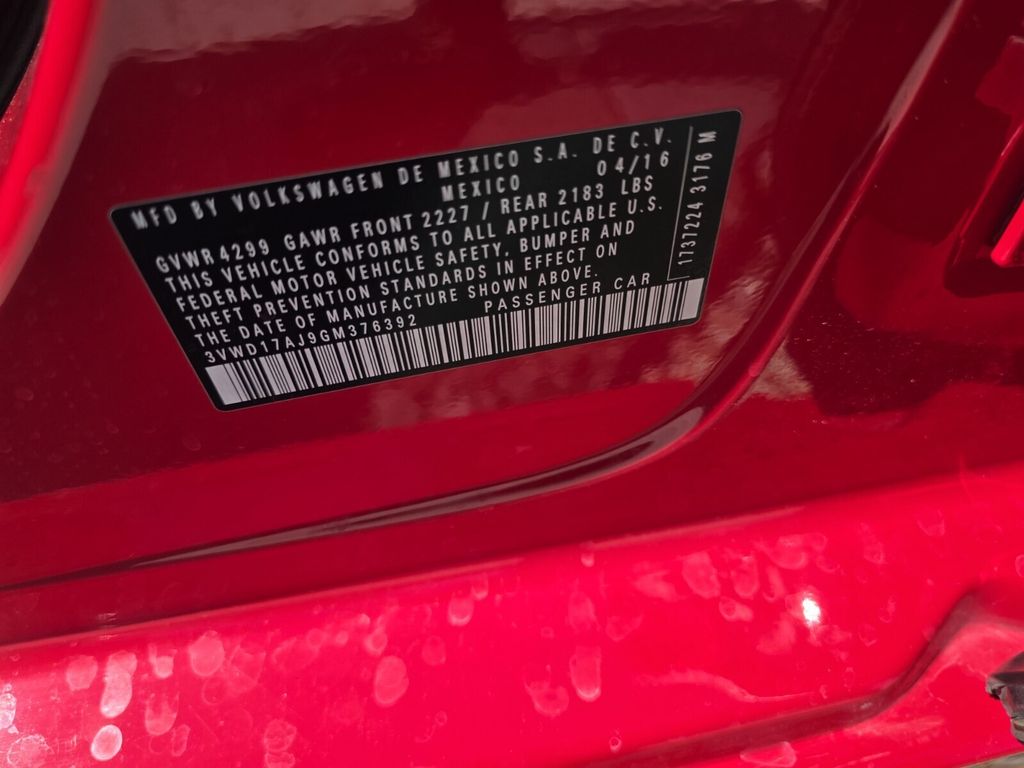 MFD BY VOLKSWAGEN DE MEXICO S.A. DE C.V.
MEXICO 04/16
GVWR 4299 GAWR FRONT 2227 / REAR 2183 LBS
THIS VEHICLE CONFORMS TO ALL APPLICABLE U.S.
FEDERAL MOTOR VEHICLE SAFETY, BUMPER AND
THEFT PREVENTION STANDARDS IN EFFECT ON
THE DATE OF MANUFACTURE SHOWN ABOVE.
3VWD17AJ9GM376392 PASSENGER CAR
1737224 3176 M